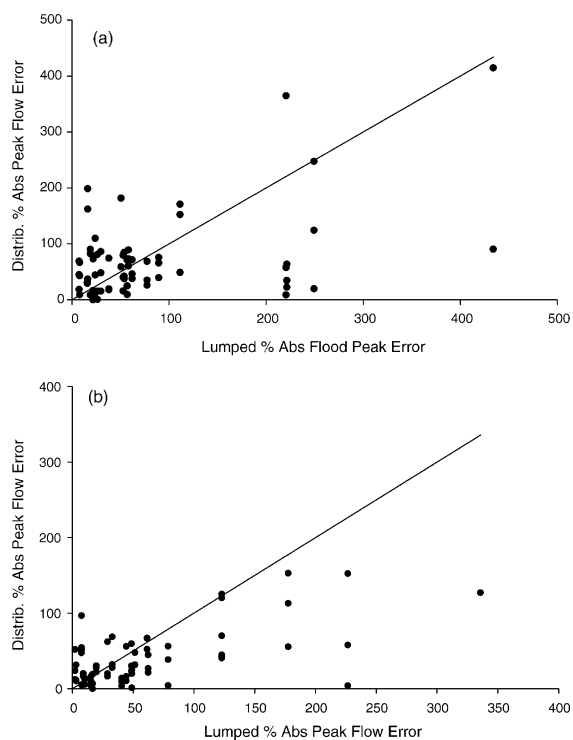 (a)
Distrib. % Abs Peak Flow Error
500
400
300
200
100
0
0 100 200 300 400 500
Lumped % Abs Flood Peak Error
(b)
Distrib. % Abs Peak Flow Error
400
300
200
100
0
0 50 100 150 200 250 300 350 400
Lumped % Abs Peak Flow Error